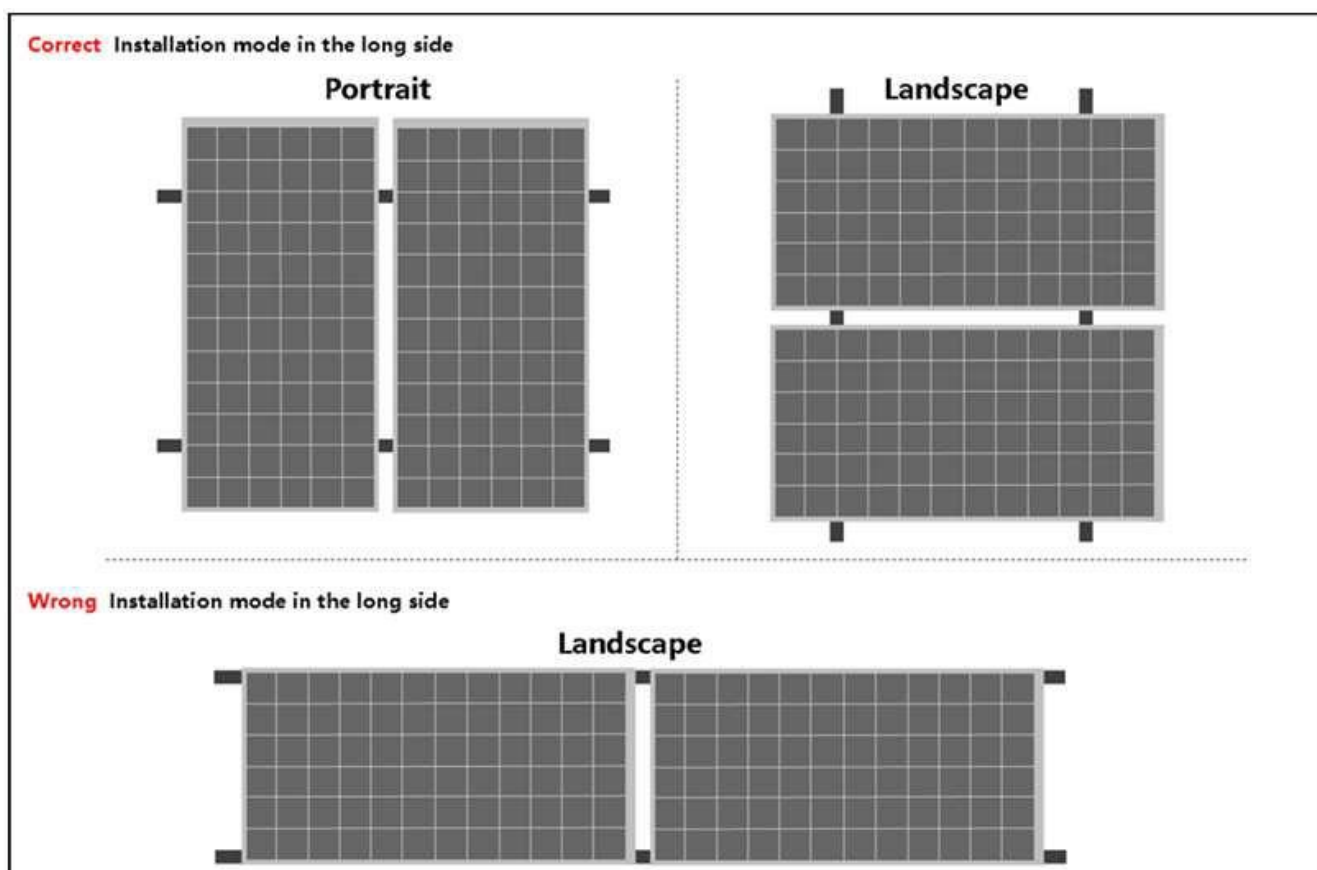 Correct Installation mode in the long side
Portrait
Landscape
Wrong Installation mode in the long side
Landscape